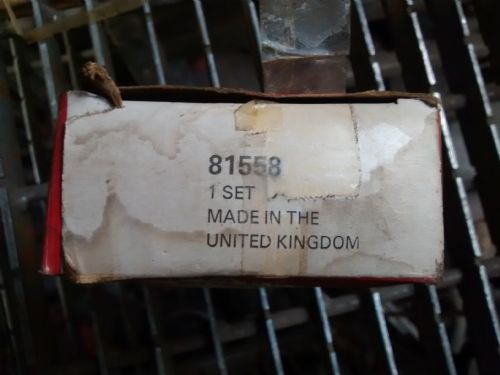 81558
1 SET
MADE IN THE
UNITED KINGDOM